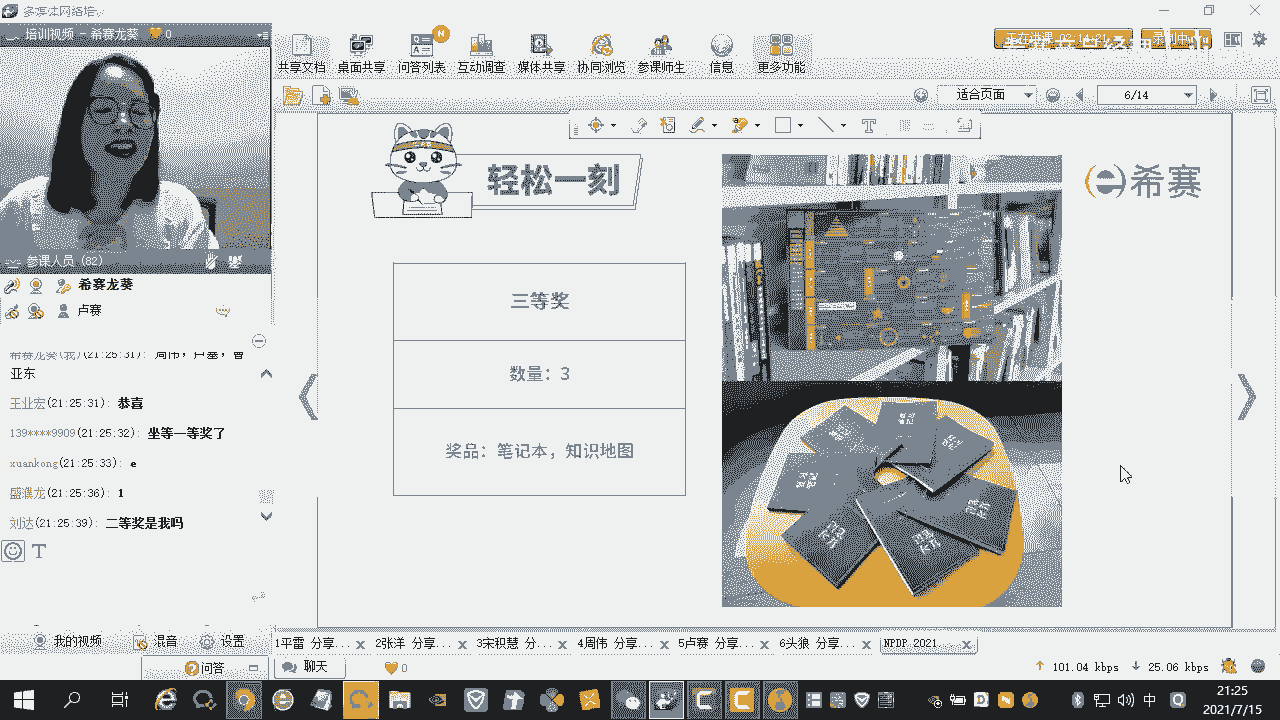 多媒体网络培
培训视频 - 希赛龙葵 0
正在讲课 02:14:21
录制中
共享文档 桌面共享 问答列表 互动调查 媒体共享 协同浏览 参课师生 信息 更多功能
N
适合页面
6/14
轻松一刻
希赛
参课人员 (82)
希赛龙葵
卢赛
三等奖
数量：3
奖品：笔记本，知识地图
希赛龙葵(我)(21:25:31): 周伟，卢塞，曹
亚东
王业宏(21:25:31): 恭喜
139****9909(21:25:32): 坐等一等奖了
xuankong(21:25:33): e
盛濮龙(21:25:36): 1
刘达(21:25:39): 二等奖是我吗
T
我的视频 混音 设置
1平雷 分享... 2张洋 分享... 3宋积慧 分... 4周伟 分享... 5卢赛 分享... 6头狼 分享... NPDP 2021
问答 聊天 0
101.04 kbps 25.06 kbps
中
21:25
2021/7/15